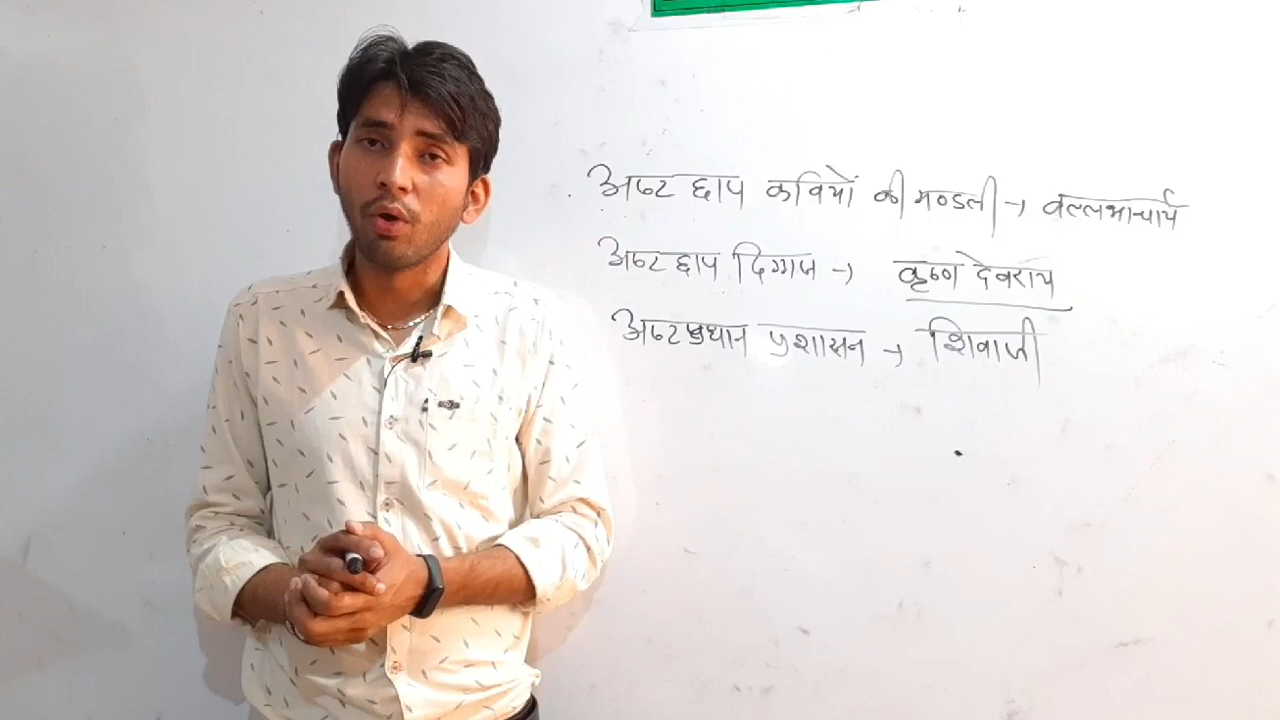 अष्ट छाप कवियों की मण्डली → वल्लभाचार्य
अष्ट छाप दिग्गज → कृष्ण देवराय
अष्टप्रधान प्रशासन → शिवाजी